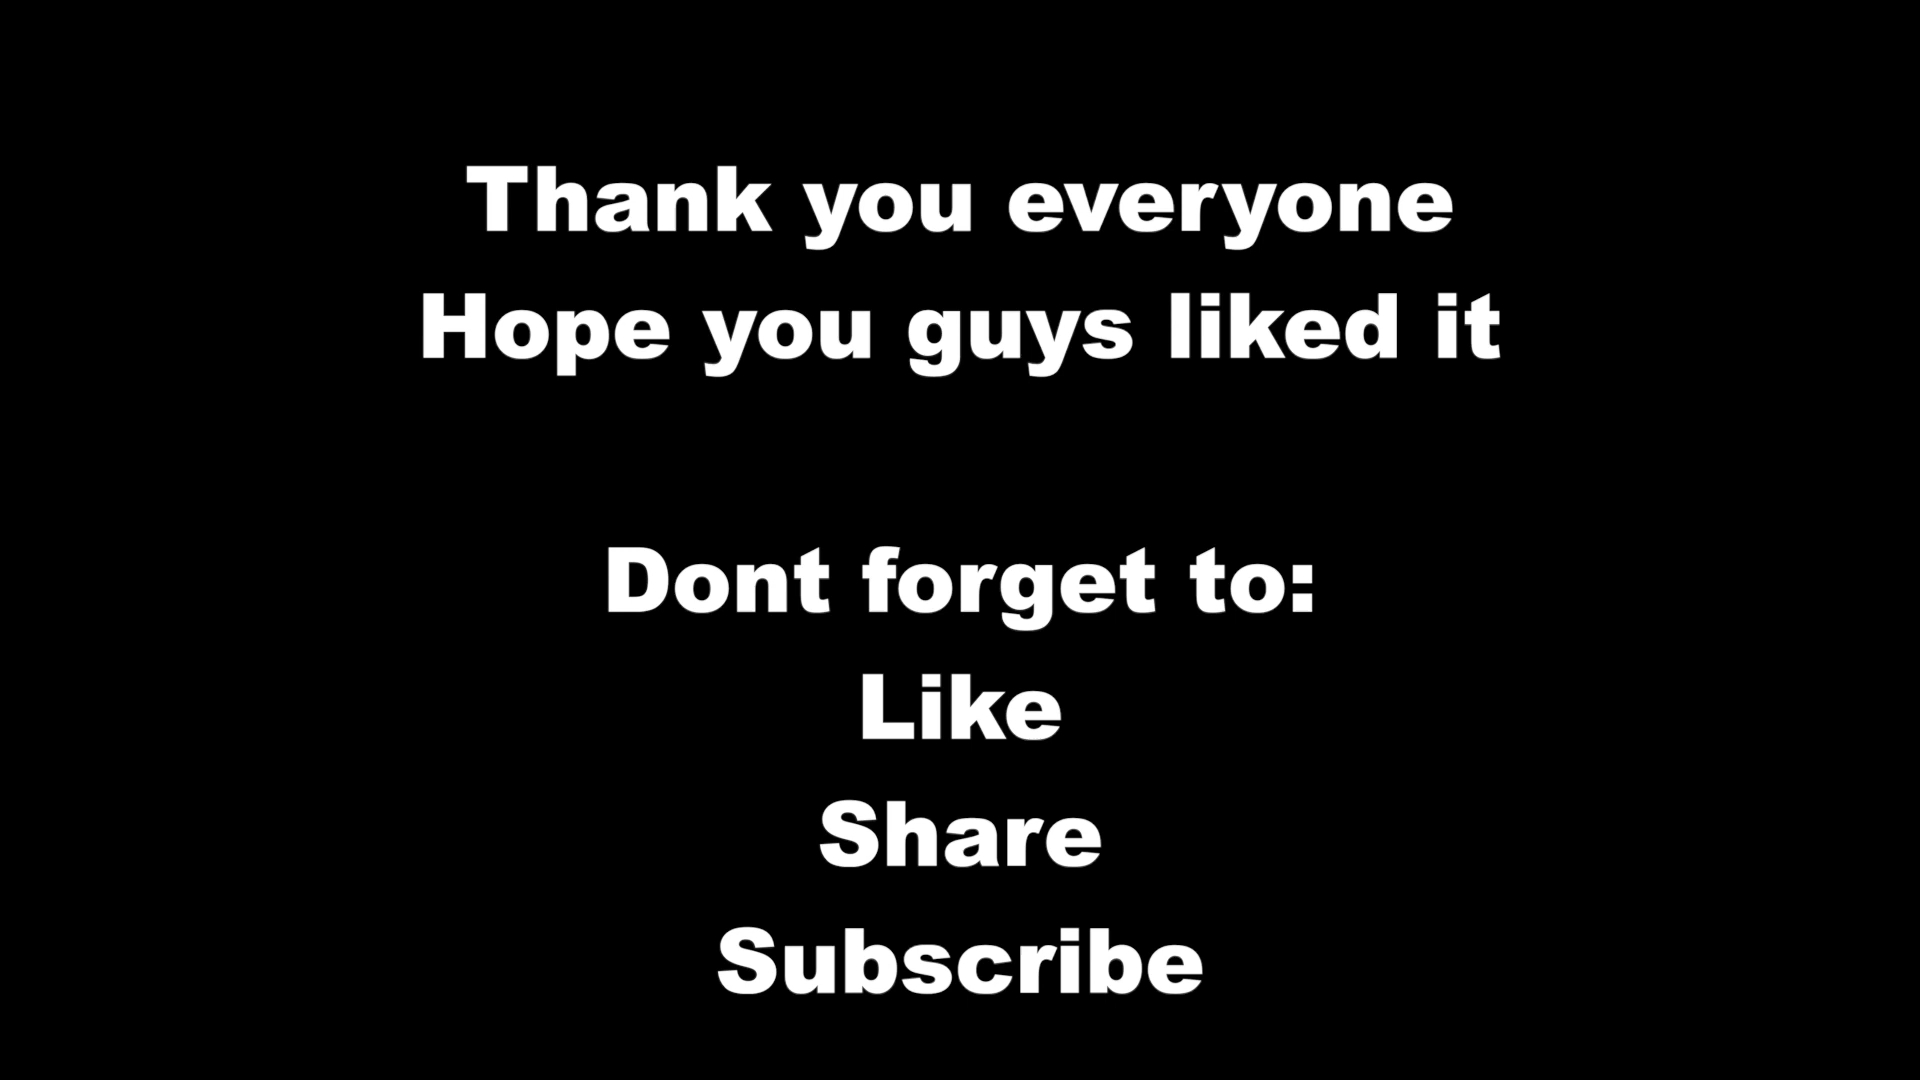 Thank you everyone
Hope you guys liked it
Dont forget to:
Like
Share
Subscribe